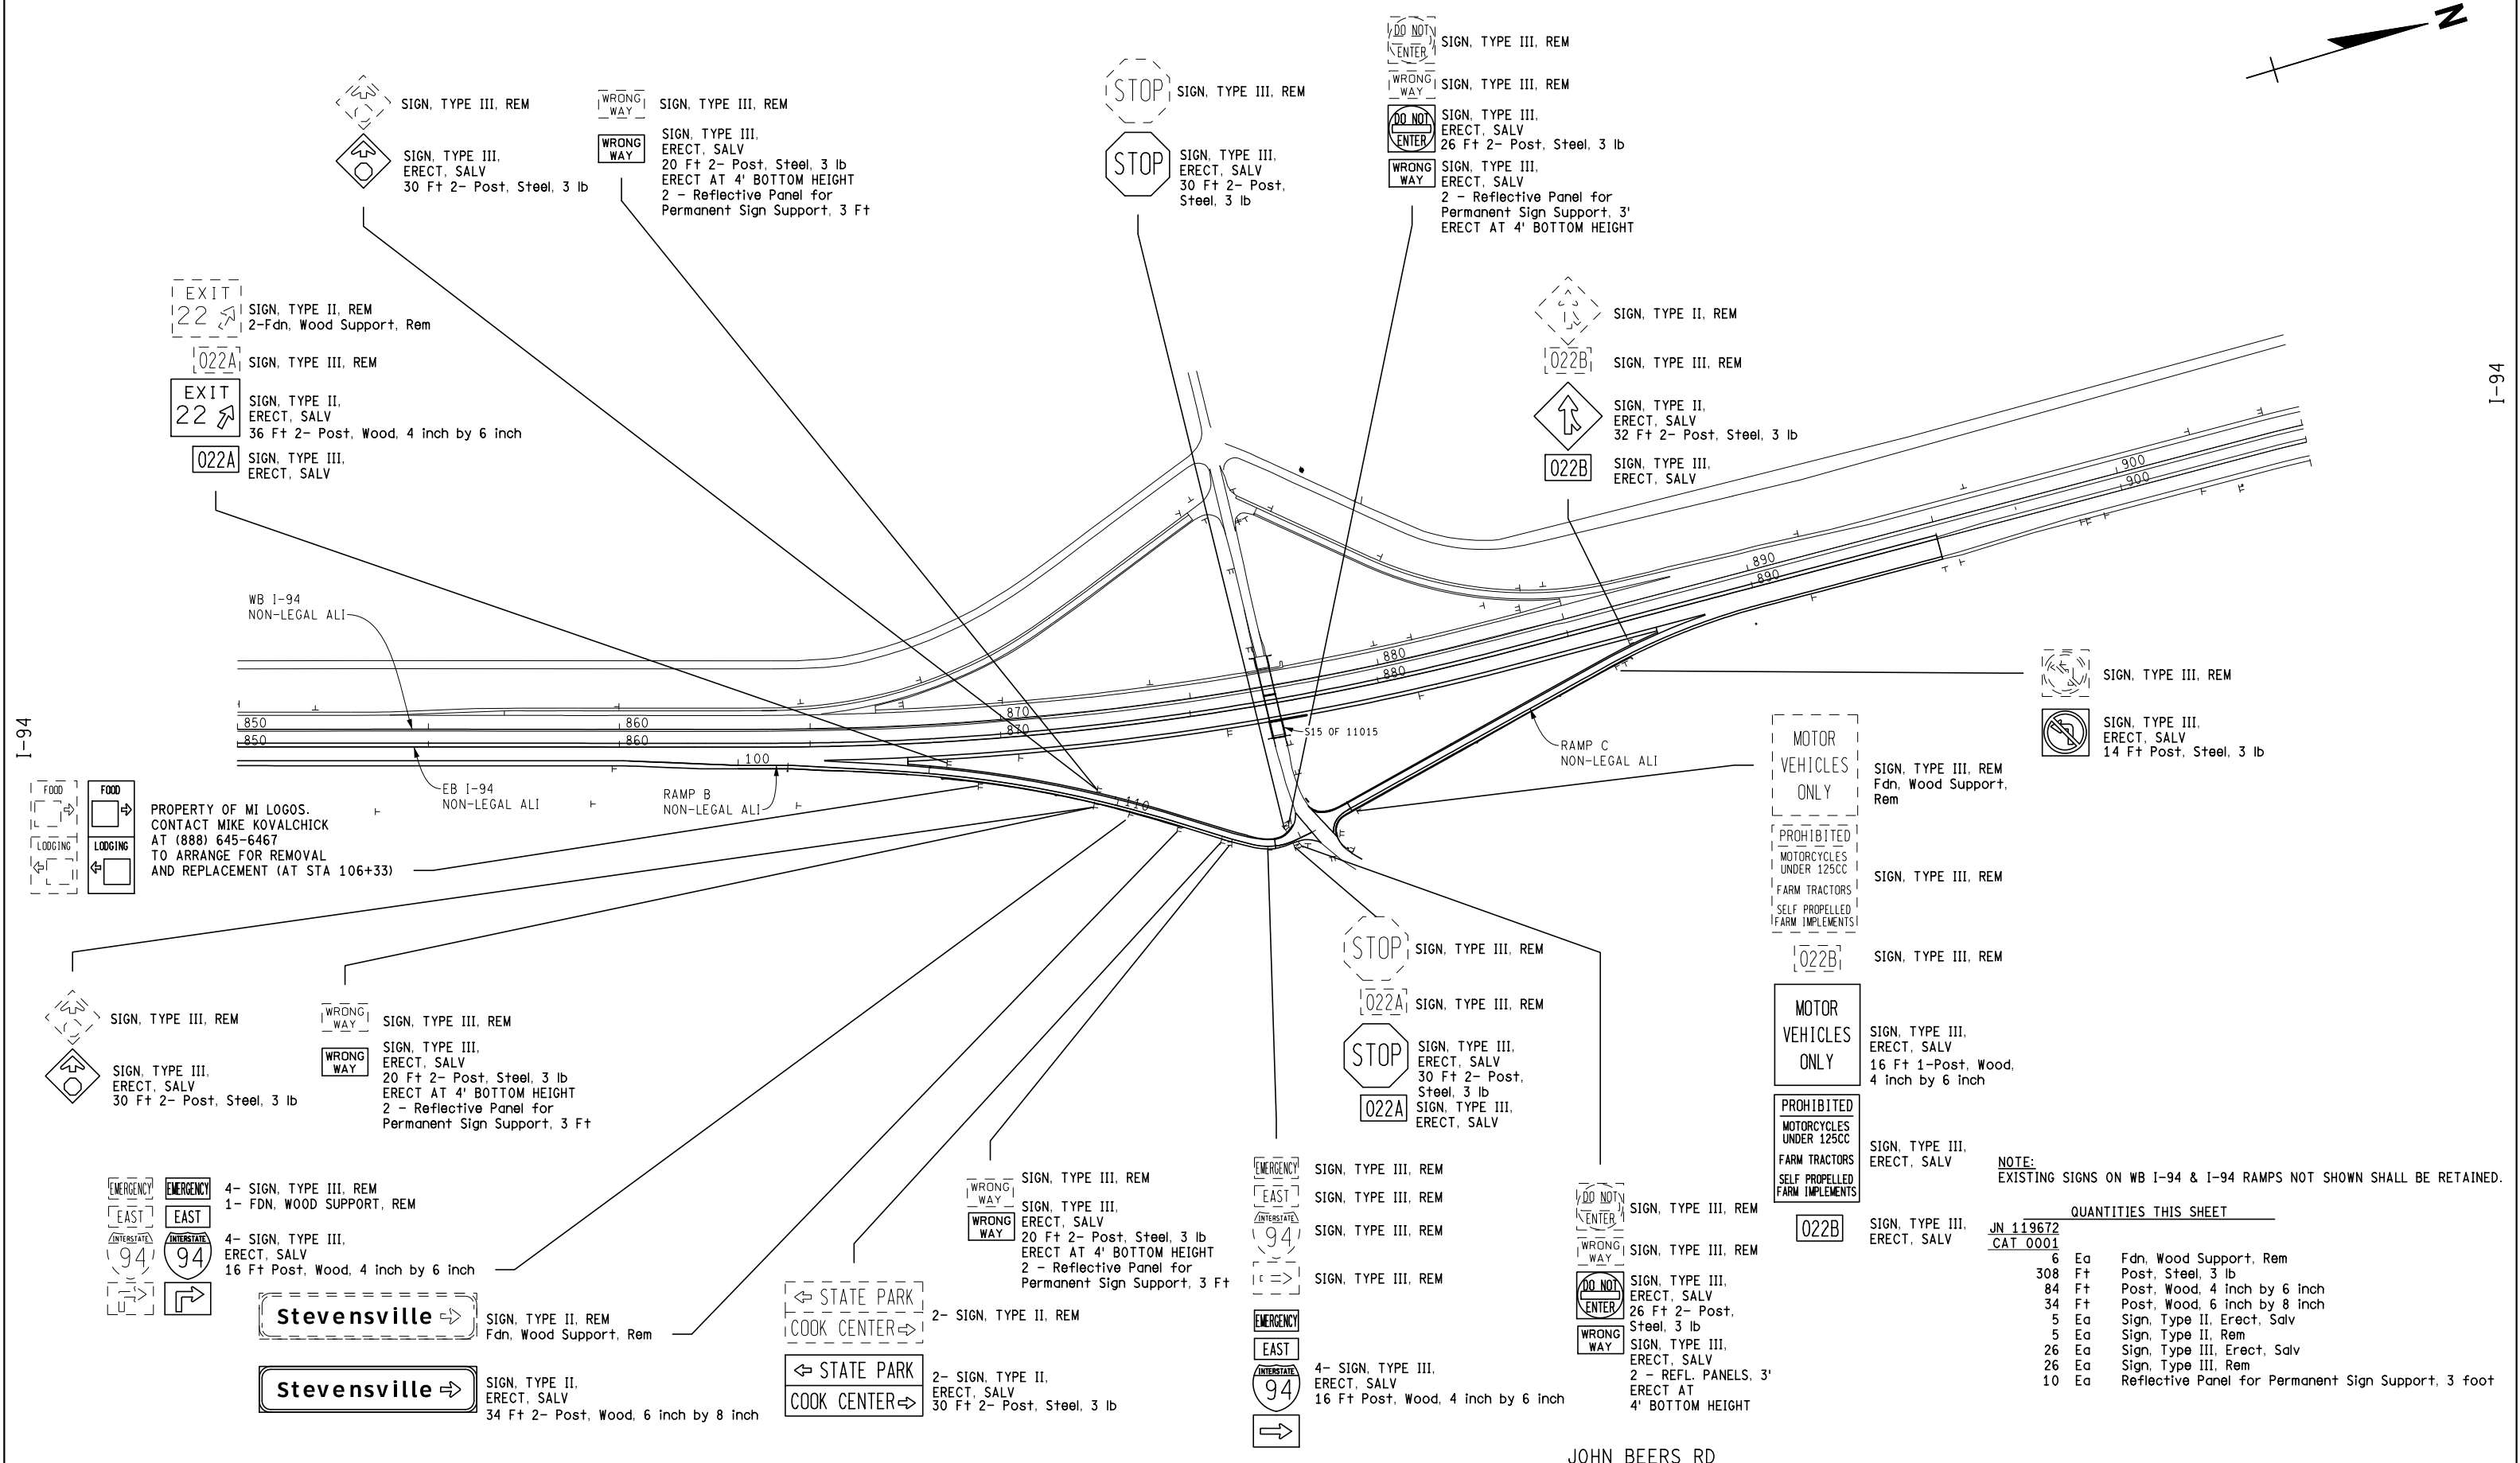 N
DO NOT
ENTER
SIGN, TYPE III, REM
WRONG
WAY
SIGN, TYPE III, REM
DO NOT
ENTER
SIGN, TYPE III,
ERECT, SALV
26 Ft 2- Post, Steel, 3 lb
WRONG
WAY
SIGN, TYPE III,
ERECT, SALV
2 - Reflective Panel for
Permanent Sign Support, 3'
ERECT AT 4' BOTTOM HEIGHT
SIGN, TYPE III, REM
SIGN, TYPE III,
ERECT, SALV
30 Ft 2- Post, Steel, 3 lb
WRONG
WAY
SIGN, TYPE III, REM
WRONG
WAY
SIGN, TYPE III,
ERECT, SALV
20 Ft 2- Post, Steel, 3 lb
ERECT AT 4' BOTTOM HEIGHT
2 - Reflective Panel for
Permanent Sign Support, 3 Ft
STOP
SIGN, TYPE III, REM
STOP
SIGN, TYPE III,
ERECT, SALV
30 Ft 2- Post,
Steel, 3 lb
EXIT
22
SIGN, TYPE II, REM
2-Fdn, Wood Support, Rem
022A
SIGN, TYPE III, REM
EXIT
22
SIGN, TYPE II,
ERECT, SALV
36 Ft 2- Post, Wood, 4 inch by 6 inch
022A
SIGN, TYPE III,
ERECT, SALV
SIGN, TYPE II, REM
022B
SIGN, TYPE III, REM
SIGN, TYPE II,
ERECT, SALV
32 Ft 2- Post, Steel, 3 lb
022B
SIGN, TYPE III,
ERECT, SALV
I-94
I-94
WB I-94
NON-LEGAL ALI
850
850
860
860
870
870
880
880
890
890
900
900
100
110
S15 OF 11015
EB I-94
NON-LEGAL ALI
RAMP B
NON-LEGAL ALI
RAMP C
NON-LEGAL ALI
SIGN, TYPE III, REM
SIGN, TYPE III,
ERECT, SALV
14 Ft Post, Steel, 3 lb
FOOD
LODGING
FOOD
LODGING
PROPERTY OF MI LOGOS.
CONTACT MIKE KOVALCHICK
AT (888) 645-6467
TO ARRANGE FOR REMOVAL
AND REPLACEMENT (AT STA 106+33)
MOTOR
VEHICLES
ONLY
SIGN, TYPE III, REM
Fdn, Wood Support,
Rem
PROHIBITED
MOTORCYCLES
UNDER 125CC
FARM TRACTORS
SELF PROPELLED
FARM IMPLEMENTS
SIGN, TYPE III, REM
022B
SIGN, TYPE III, REM
MOTOR
VEHICLES
ONLY
SIGN, TYPE III,
ERECT, SALV
16 Ft 1-Post, Wood,
4 inch by 6 inch
PROHIBITED
MOTORCYCLES
UNDER 125CC
FARM TRACTORS
SELF PROPELLED
FARM IMPLEMENTS
SIGN, TYPE III,
ERECT, SALV
022B
SIGN, TYPE III,
ERECT, SALV
SIGN, TYPE III, REM
SIGN, TYPE III,
ERECT, SALV
30 Ft 2- Post, Steel, 3 lb
WRONG
WAY
SIGN, TYPE III, REM
WRONG
WAY
SIGN, TYPE III,
ERECT, SALV
20 Ft 2- Post, Steel, 3 lb
ERECT AT 4' BOTTOM HEIGHT
2 - Reflective Panel for
Permanent Sign Support, 3 Ft
STOP
SIGN, TYPE III, REM
022A
SIGN, TYPE III, REM
STOP
SIGN, TYPE III,
ERECT, SALV
30 Ft 2- Post,
Steel, 3 lb
022A
SIGN, TYPE III,
ERECT, SALV
EMERGENCY
EAST
INTERSTATE
94
EMERGENCY
EAST
INTERSTATE
94
4- SIGN, TYPE III, REM
1- FDN, WOOD SUPPORT, REM
4- SIGN, TYPE III,
ERECT, SALV
16 Ft Post, Wood, 4 inch by 6 inch
Stevensville
SIGN, TYPE II, REM
Fdn, Wood Support, Rem
Stevensville
SIGN, TYPE II,
ERECT, SALV
34 Ft 2- Post, Wood, 6 inch by 8 inch
STATE PARK
COOK CENTER
2- SIGN, TYPE II, REM
STATE PARK
COOK CENTER
2- SIGN, TYPE II,
ERECT, SALV
30 Ft 2- Post, Steel, 3 lb
WRONG
WAY
SIGN, TYPE III, REM
WRONG
WAY
SIGN, TYPE III,
ERECT, SALV
20 Ft 2- Post, Steel, 3 lb
ERECT AT 4' BOTTOM HEIGHT
2 - Reflective Panel for
Permanent Sign Support, 3 Ft
EMERGENCY
SIGN, TYPE III, REM
EAST
SIGN, TYPE III, REM
INTERSTATE
94
SIGN, TYPE III, REM
SIGN, TYPE III, REM
EMERGENCY
EAST
INTERSTATE
94
4- SIGN, TYPE III,
ERECT, SALV
16 Ft Post, Wood, 4 inch by 6 inch
DO NOT
ENTER
SIGN, TYPE III, REM
WRONG
WAY
SIGN, TYPE III, REM
DO NOT
ENTER
SIGN, TYPE III,
ERECT, SALV
26 Ft 2- Post,
Steel, 3 lb
WRONG
WAY
SIGN, TYPE III,
ERECT, SALV
2 - REFL. PANELS, 3'
ERECT AT
4' BOTTOM HEIGHT
NOTE:
EXISTING SIGNS ON WB I-94 & I-94 RAMPS NOT SHOWN SHALL BE RETAINED.
QUANTITIES THIS SHEET
JN 119672
CAT 0001
6 Ea Fdn, Wood Support, Rem
308 Ft Post, Steel, 3 lb
84 Ft Post, Wood, 4 inch by 6 inch
34 Ft Post, Wood, 6 inch by 8 inch
5 Ea Sign, Type II, Erect, Salv
5 Ea Sign, Type II, Rem
26 Ea Sign, Type III, Erect, Salv
26 Ea Sign, Type III, Rem
10 Ea Reflective Panel for Permanent Sign Support, 3 foot
JOHN BEERS RD